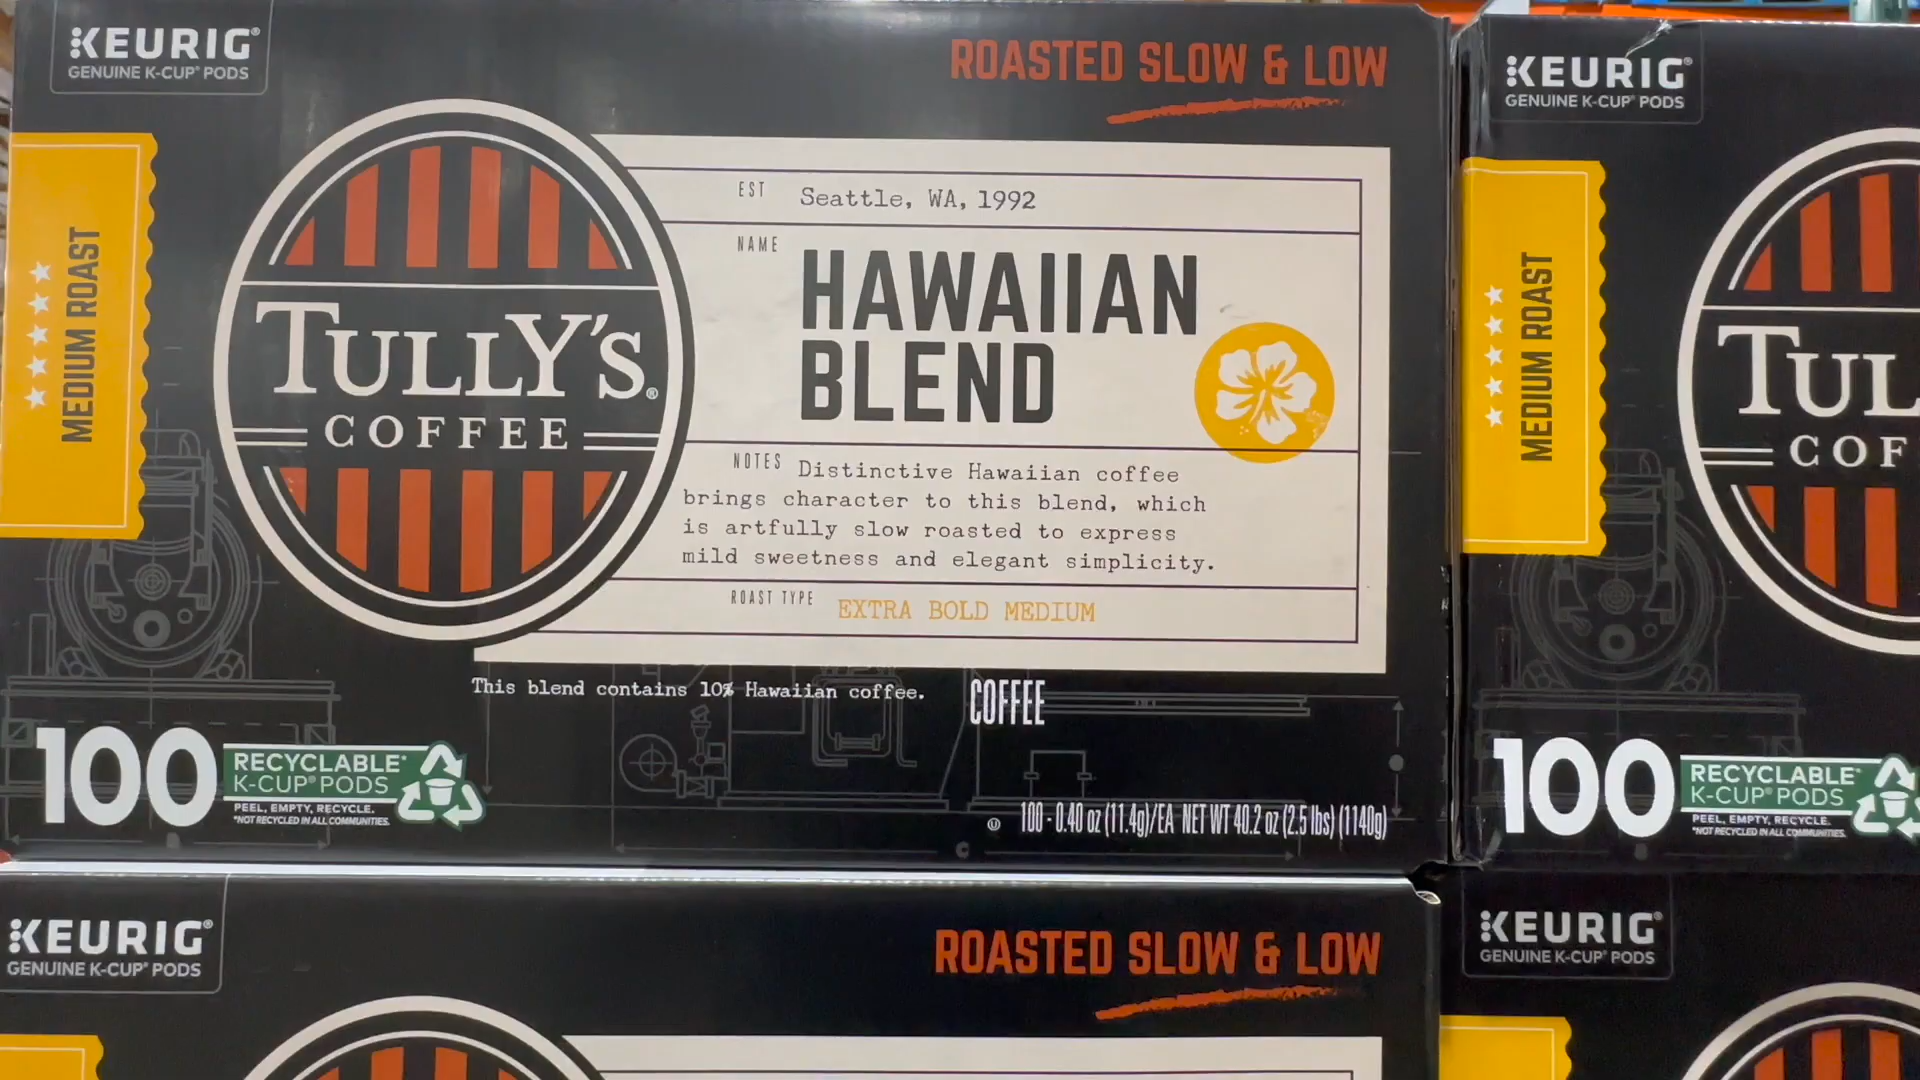 KEURIG®
GENUINE K-CUP® PODS
ROASTED SLOW & LOW
MEDIUM ROAST
TULLY'S®
COFFEE
EST Seattle, WA, 1992
NAME HAWAIIAN
BLEND
NOTES Distinctive Hawaiian coffee
brings character to this blend, which
is artfully slow roasted to express
mild sweetness and elegant simplicity.
ROAST TYPE EXTRA BOLD MEDIUM
This blend contains 10% Hawaiian coffee.
COFFEE
100 RECYCLABLE*
K-CUP® PODS
PEEL, EMPTY, RECYCLE.
*NOT RECYCLED IN ALL COMMUNITIES.
U 100 - 0.40 oz (11.4g)/EA NET WT 40.2 oz (2.5 lbs) (1140g)
KEURIG®
GENUINE K-CUP® PODS
MEDIUM ROAST
TUL
COF
100 RECYCLABLE*
K-CUP® PODS
PEEL, EMPTY, RECYCLE.
*NOT RECYCLED IN ALL COMMUNITIES.
KEURIG®
GENUINE K-CUP® PODS
ROASTED SLOW & LOW
KEURIG®
GENUINE K-CUP® PODS